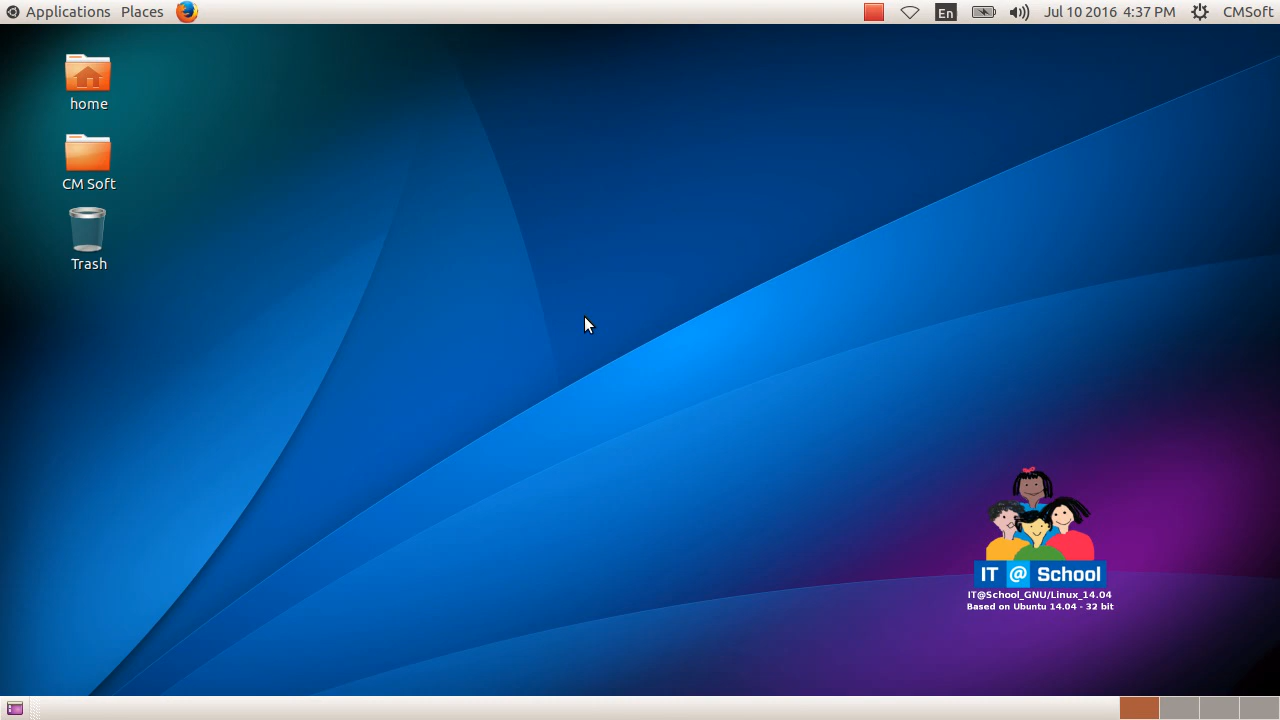 Applications Places En Jul 10 2016 4:37 PM CMSoft
home
CM Soft
Trash
IT @ School
IT@School_GNU/Linux_14.04
Based on Ubuntu 14.04 - 32 bit